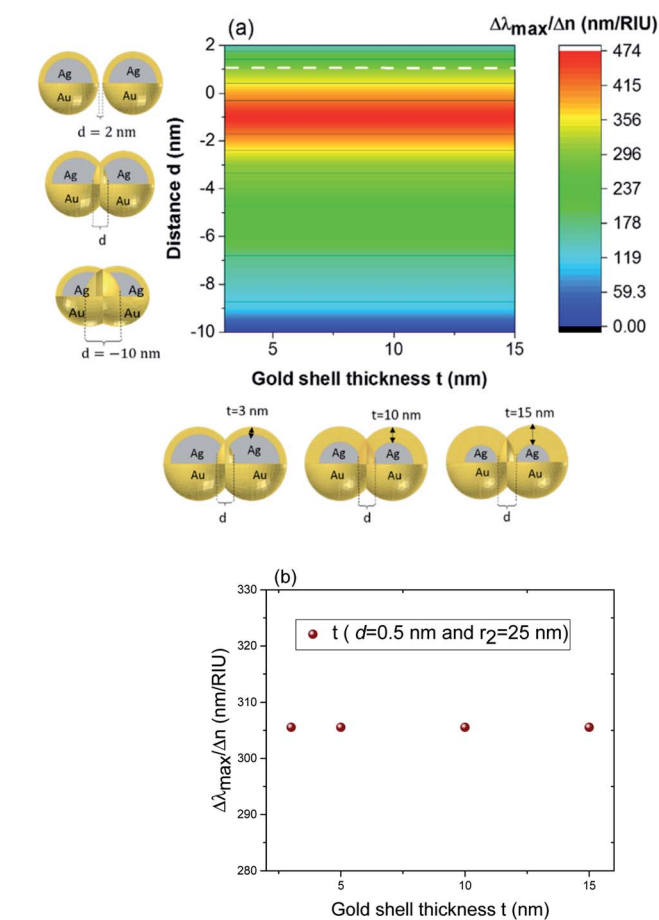 (a)
Δλmax/Δn (nm/RIU)
Ag
Ag
Au
Au
d = 2 nm
Ag
Ag
Au
Au
d
Ag
Ag
Au
Au
d = −10 nm
Distance d (nm)
2
0
-2
-4
-6
-8
-10
5
10
15
Gold shell thickness t (nm)
474
415
356
296
237
178
119
59.3
0.00
t=3 nm
t=10 nm
t=15 nm
Ag
Ag
Au
Au
d
Ag
Ag
Au
Au
d
Ag
Ag
Au
Au
d
(b)
Δλmax/Δn (nm/RIU)
330
320
310
300
290
280
t ( d=0.5 nm and r2=25 nm)
5
10
15
Gold shell thickness t (nm)